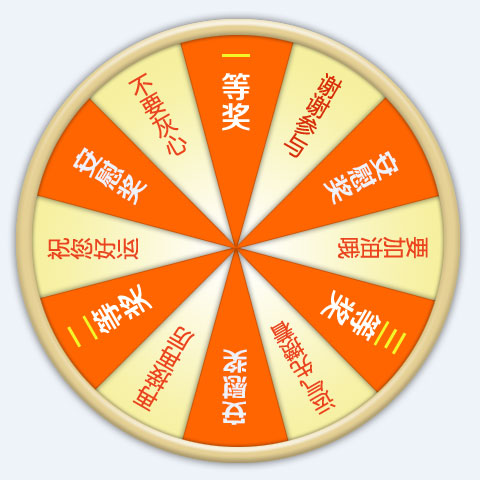 一等奖
谢谢参与
安慰奖
要加油哦
三等奖
运气先攒着
安慰奖
再接再厉
二等奖
祝您好运
安慰奖
不要灰心